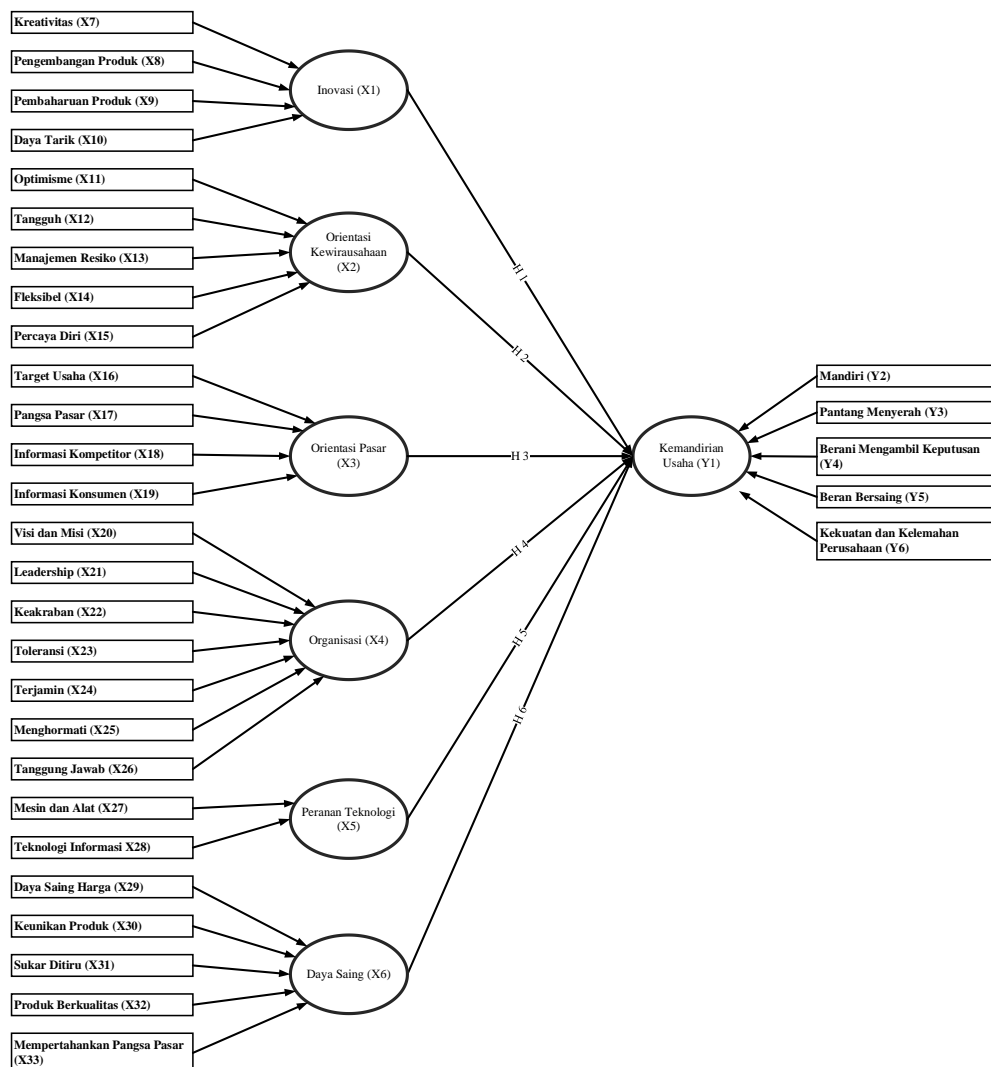 Kreativitas (X7)
Pengembangan Produk (X8)
Pembaharuan Produk (X9)
Daya Tarik (X10)
Optimisme (X11)
Tangguh (X12)
Manajemen Resiko (X13)
Fleksibel (X14)
Percaya Diri (X15)
Target Usaha (X16)
Pangsa Pasar (X17)
Informasi Kompetitor (X18)
Informasi Konsumen (X19)
Visi dan Misi (X20)
Leadership (X21)
Keakraban (X22)
Toleransi (X23)
Terjamin (X24)
Menghormati (X25)
Tanggung Jawab (X26)
Mesin dan Alat (X27)
Teknologi Informasi X28)
Daya Saing Harga (X29)
Keunikan Produk (X30)
Sukar Ditiru (X31)
Produk Berkualitas (X32)
Mempertahankan Pangsa Pasar
(X33)
Inovasi (X1)
Orientasi
Kewirausahaan
(X2)
Orientasi Pasar
(X3)
Organisasi (X4)
Peranan Teknologi
(X5)
Daya Saing (X6)
H 1
H 2
H 3
H 4
H 5
H 6
Kemandirian
Usaha (Y1)
Mandiri (Y2)
Pantang Menyerah (Y3)
Berani Mengambil Keputusan
(Y4)
Beran Bersaing (Y5)
Kekuatan dan Kelemahan
Perusahaan (Y6)